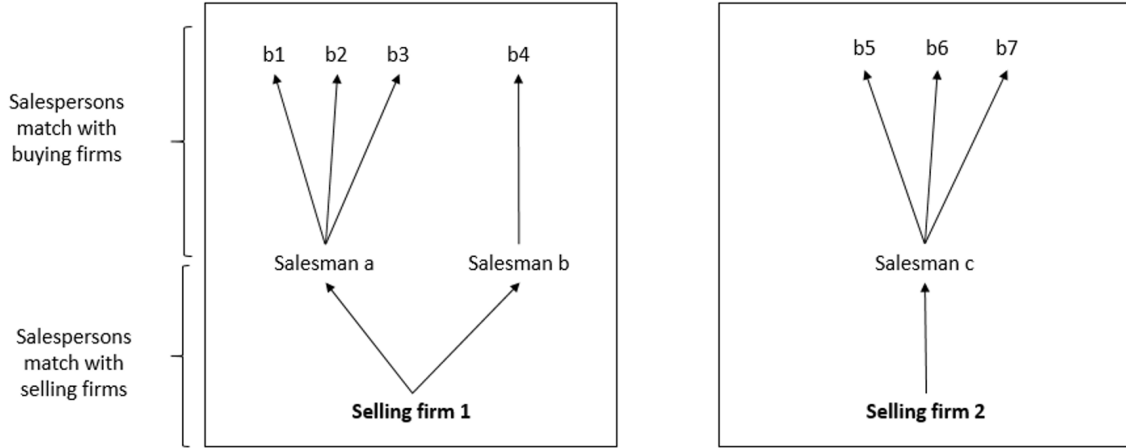 b1 b2 b3 b4 b5 b6 b7
Salespersons
match with
buying firms
Salesman a Salesman b Salesman c
Salespersons
match with
selling firms
Selling firm 1 Selling firm 2